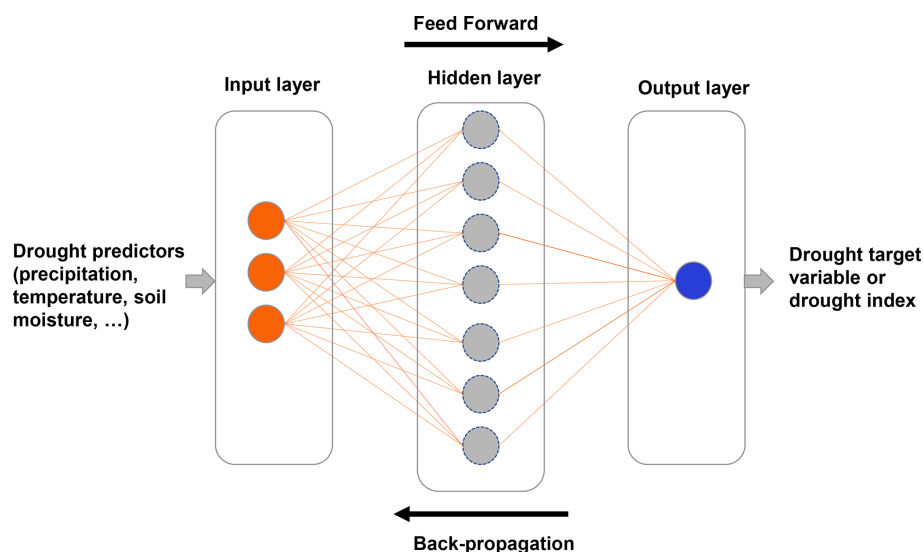 Feed Forward
Input layer
Hidden layer
Output layer
Drought predictors
(precipitation,
temperature, soil
moisture, …)
Drought target
variable or
drought index
Back-propagation